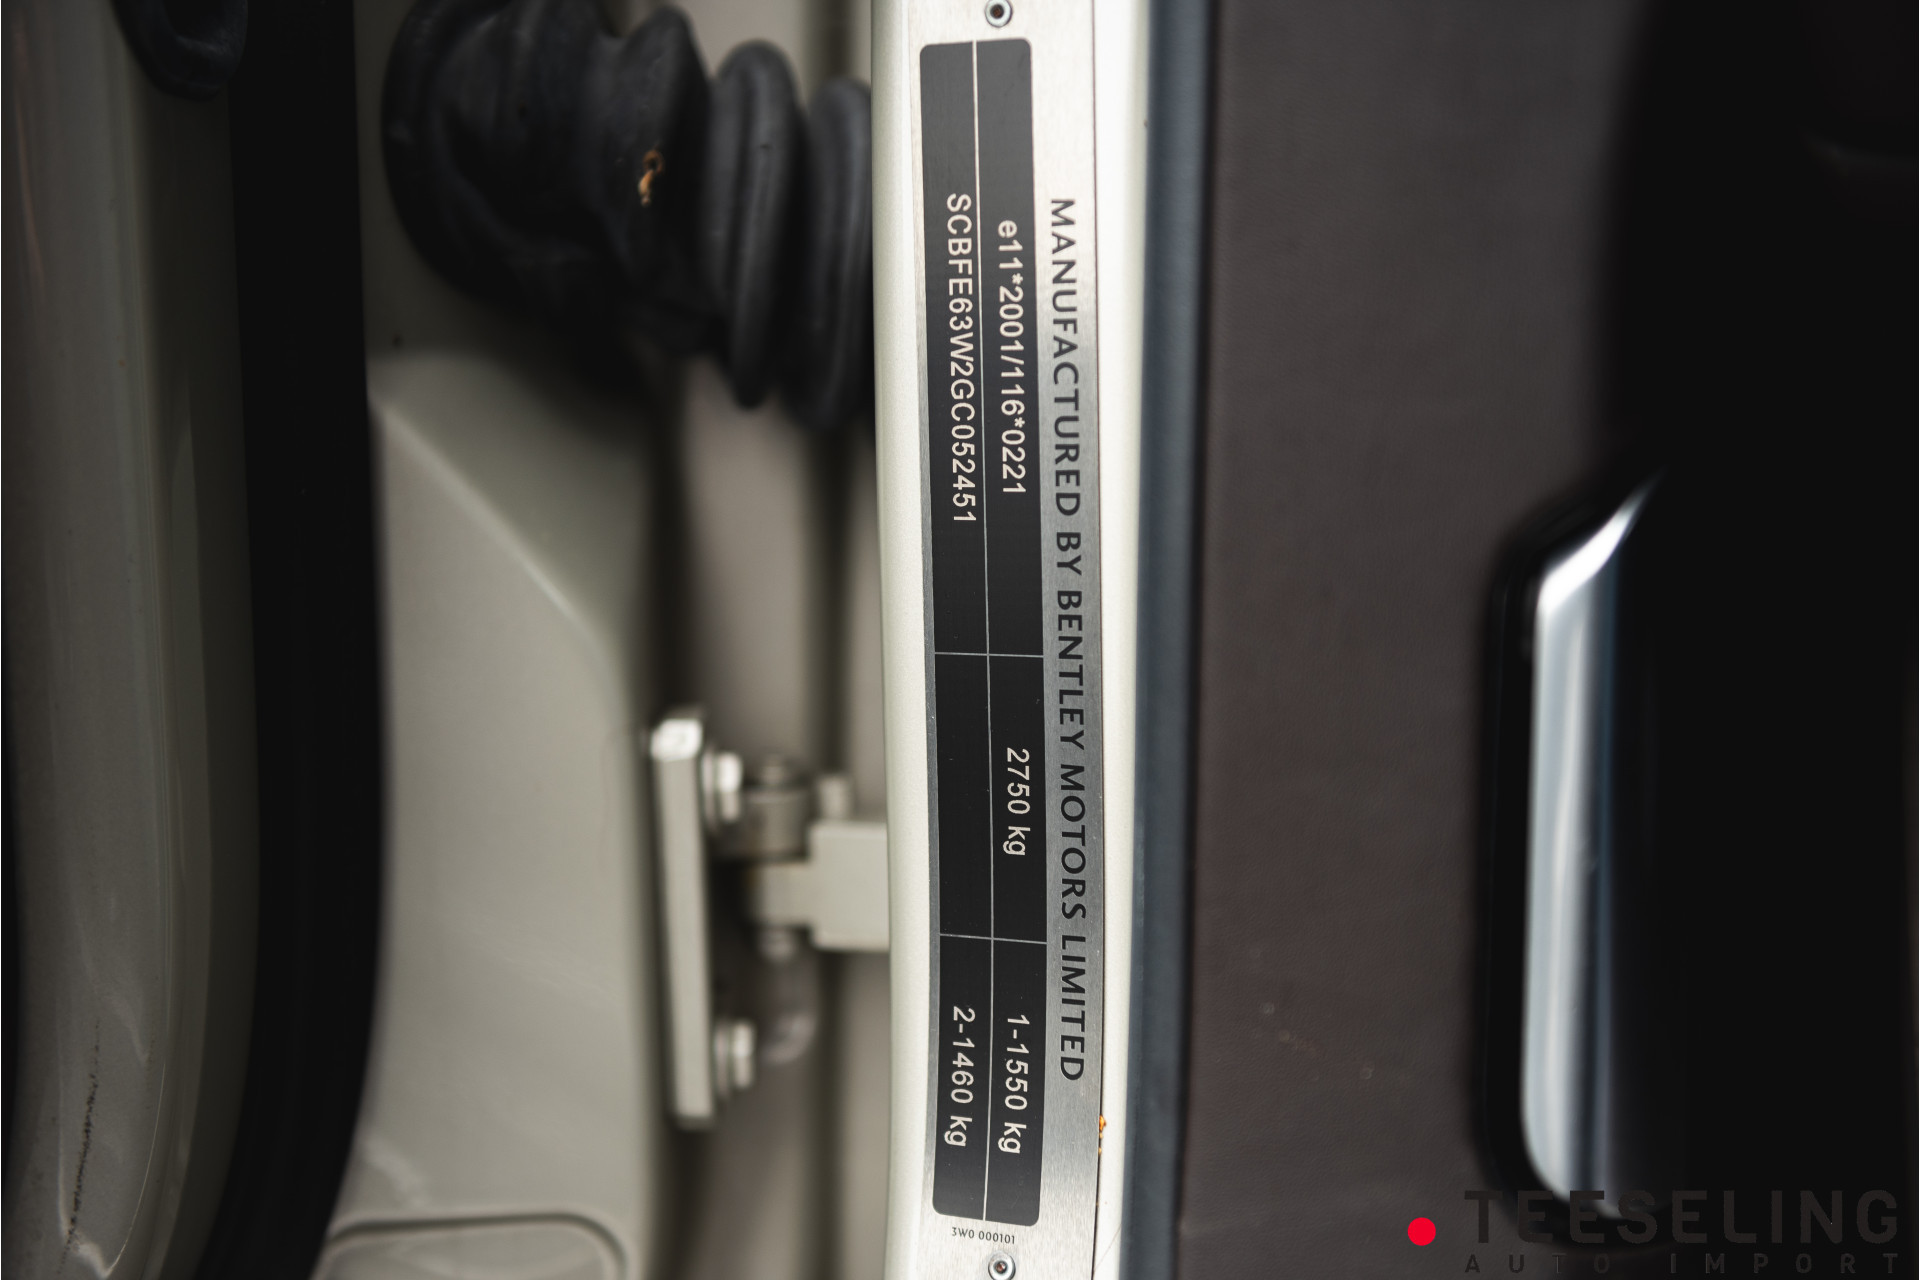 MANUFACTURED BY BENTLEY MOTORS LIMITED
e11*2001/116*0221
2750 kg
1-1550 kg
SCBFE63W2GC052451
2-1460 kg
3W0 000101
TEESELING
AUTO IMPORT